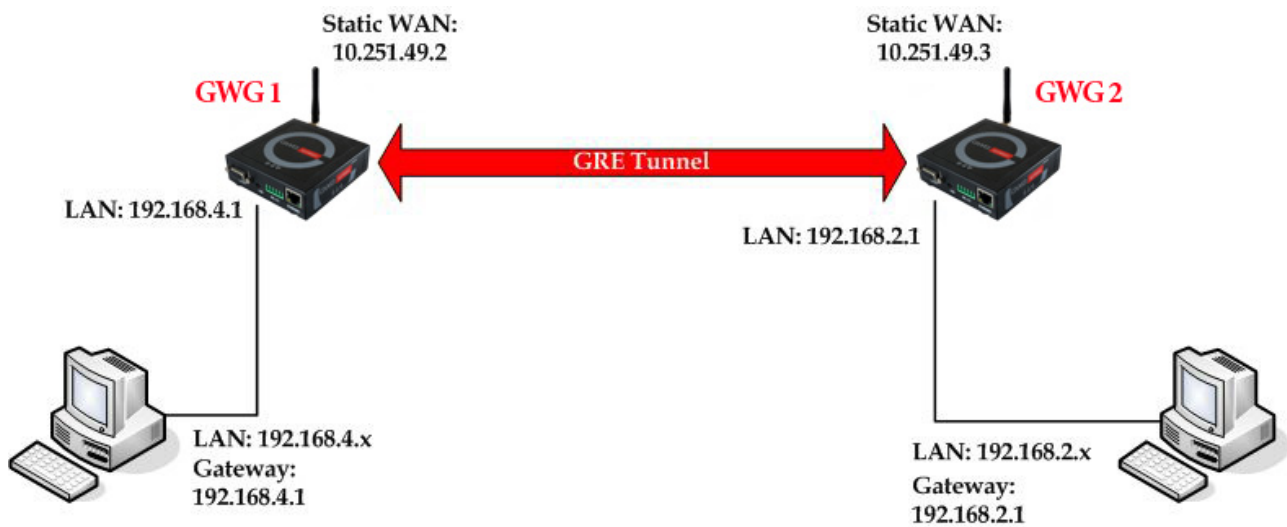 Static WAN:
10.251.49.2
Static WAN:
10.251.49.3
GWG 1
GWG 2
GRE Tunnel
LAN: 192.168.4.1
LAN: 192.168.2.1
LAN: 192.168.4.x
Gateway:
192.168.4.1
LAN: 192.168.2.x
Gateway:
192.168.2.1